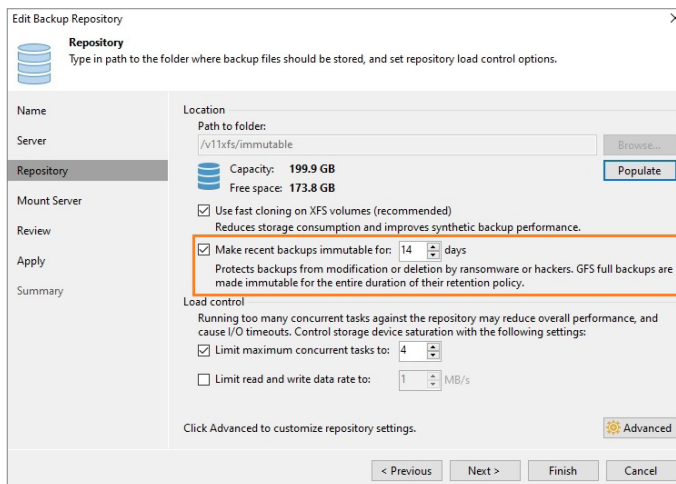 Edit Backup Repository
Repository
Type in path to the folder where backup files should be stored, and set repository load control options.
Name
Server
Repository
Mount Server
Review
Apply
Summary
Location
Path to folder:
/v11xfs/immutable
Browse...
Capacity: 199.9 GB
Populate
Free space: 173.8 GB
Use fast cloning on XFS volumes (recommended)
Reduces storage consumption and improves synthetic backup performance.
Make recent backups immutable for: 14 days
Protects backups from modification or deletion by ransomware or hackers. GFS full backups are
made immutable for the entire duration of their retention policy.
Load control
Running too many concurrent tasks against the repository may reduce overall performance, and
cause I/O timeouts. Control storage device saturation with the following settings:
Limit maximum concurrent tasks to: 4
Limit read and write data rate to: 1 MB/s
Click Advanced to customize repository settings.
Advanced
< Previous
Next >
Finish
Cancel